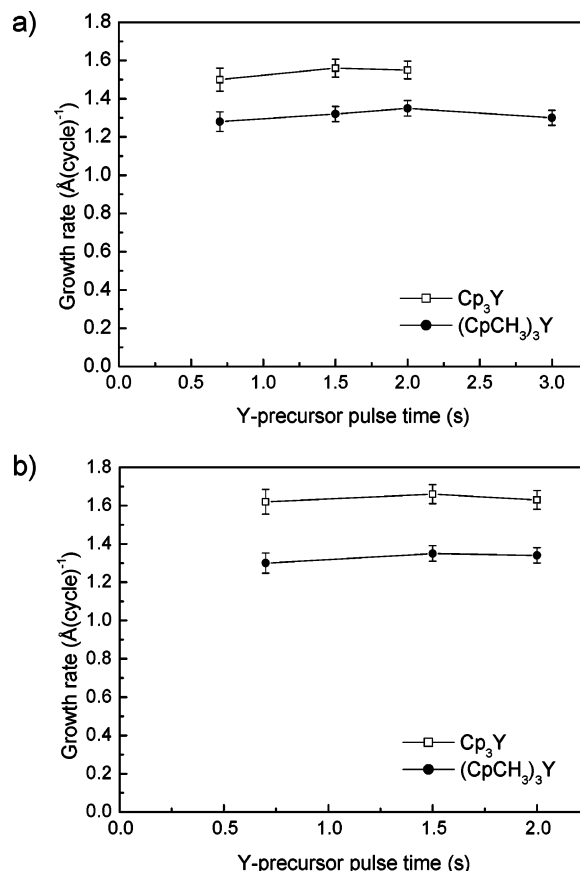 a)
1.8
1.6
1.4
1.2
1.0
0.8
0.6
0.4
0.2
0.0
Growth rate (Å(cycle)⁻¹)
Cp₃Y
(CpCH₃)₃Y
0.0 0.5 1.0 1.5 2.0 2.5 3.0
Y-precursor pulse time (s)
b)
1.8
1.6
1.4
1.2
1.0
0.8
0.6
0.4
0.2
0.0
Growth rate (Å(cycle)⁻¹)
Cp₃Y
(CpCH₃)₃Y
0.0 0.5 1.0 1.5 2.0
Y-precursor pulse time (s)